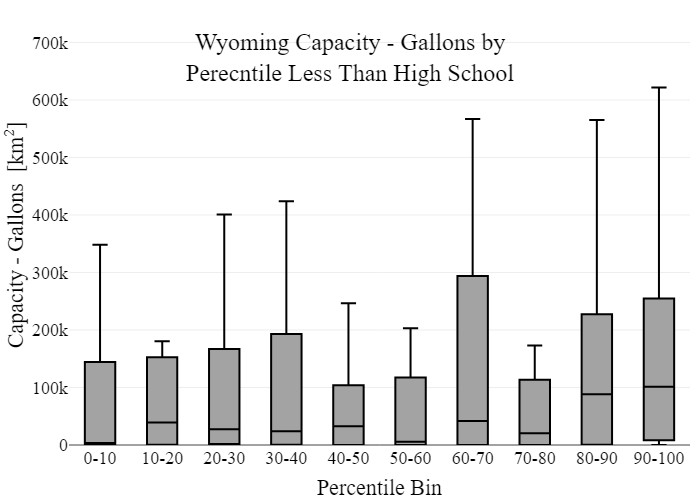 Wyoming Capacity - Gallons by
Perecntile Less Than High School
Capacity - Gallons [km²]
700k
600k
500k
400k
300k
200k
100k
0
0-10 10-20 20-30 30-40 40-50 50-60 60-70 70-80 80-90 90-100
Percentile Bin